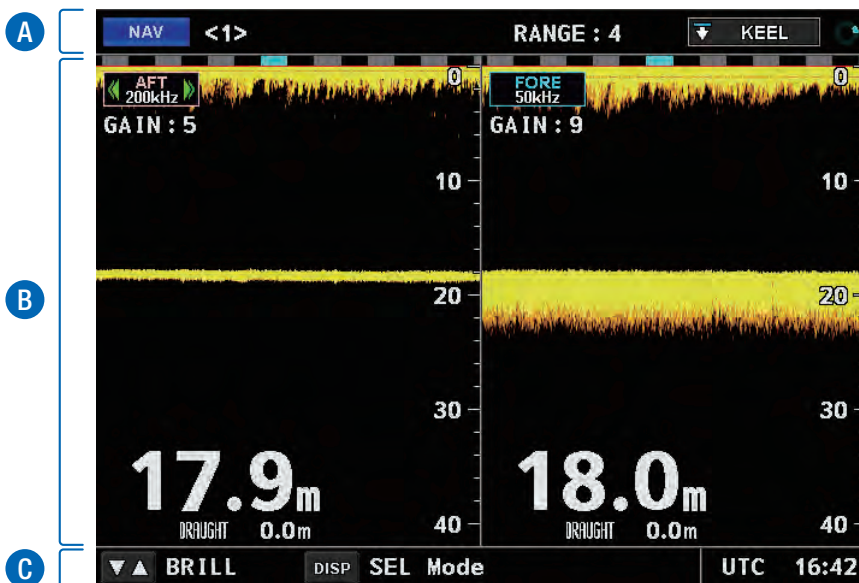 A
NAV <1> RANGE : 4 KEEL
B
AFT
200kHz
GAIN : 5
0
10
20
30
40
17.9m
DRAUGHT 0.0m
FORE
50kHz
GAIN : 9
0
10
20
30
40
18.0m
DRAUGHT 0.0m
C
▼▲ BRILL DISP SEL Mode UTC 16:42